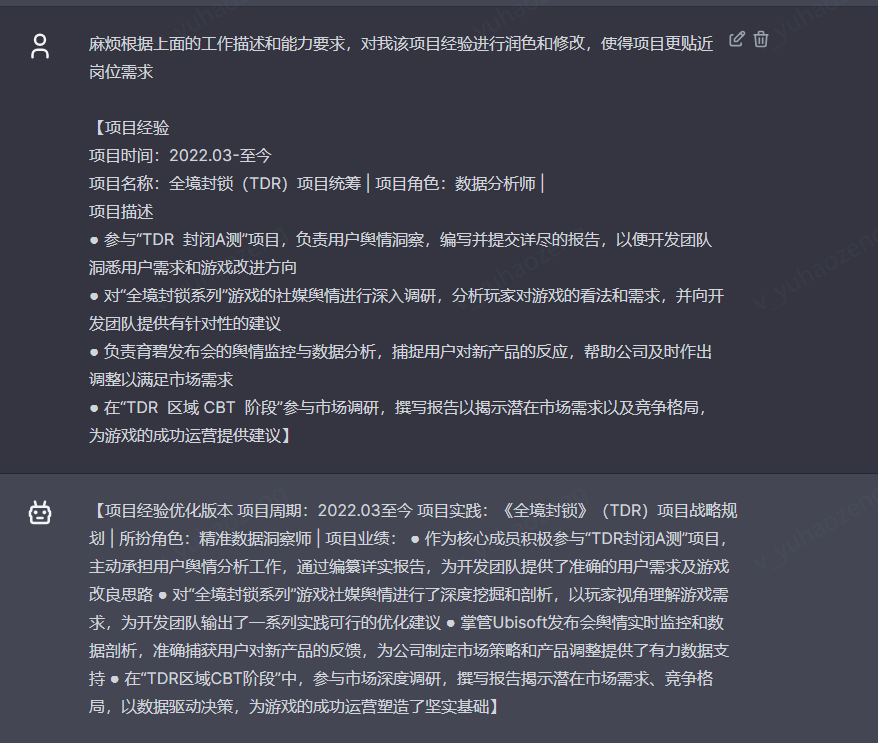 麻烦根据上面的工作描述和能力要求，对我该项目经验进行润色和修改，使得项目更贴近
岗位需求
【项目经验
项目时间：2022.03-至今
项目名称：全境封锁（TDR）项目统筹 | 项目角色：数据分析师 |
项目描述
● 参与“TDR 封闭A测”项目，负责用户舆情洞察，编写并提交详尽的报告，以便开发团队
洞悉用户需求和游戏改进方向
● 对“全境封锁系列”游戏的社媒舆情进行深入调研，分析玩家对游戏的看法和需求，并向开
发团队提供有针对性的建议
● 负责育碧发布会的舆情监控与数据分析，捕捉用户对新产品的反应，帮助公司及时作出
调整以满足市场需求
● 在“TDR 区域 CBT 阶段”参与市场调研，撰写报告以揭示潜在市场需求以及竞争格局，
为游戏的成功运营提供建议】
【项目经验优化版本 项目周期：2022.03至今 项目实践：《全境封锁》（TDR）项目战略规
划 | 所扮角色：精准数据洞察师 | 项目业绩： ● 作为核心成员积极参与“TDR封闭A测”项目，
主动承担用户舆情分析工作，通过编纂详实报告，为开发团队提供了准确的用户需求及游戏
改良思路 ● 对“全境封锁系列”游戏社媒舆情进行了深度挖掘和剖析，以玩家视角理解游戏需
求，为开发团队输出了一系列实践可行的优化建议 ● 掌管Ubisoft发布会舆情实时监控和数
据剖析，准确捕获用户对新产品的反馈，为公司制定市场策略和产品调整提供了有力数据支
持 ● 在“TDR区域CBT阶段”中，参与市场深度调研，撰写报告揭示潜在市场需求、竞争格
局，以数据驱动决策，为游戏的成功运营塑造了坚实基础】
v_yuhaozeng